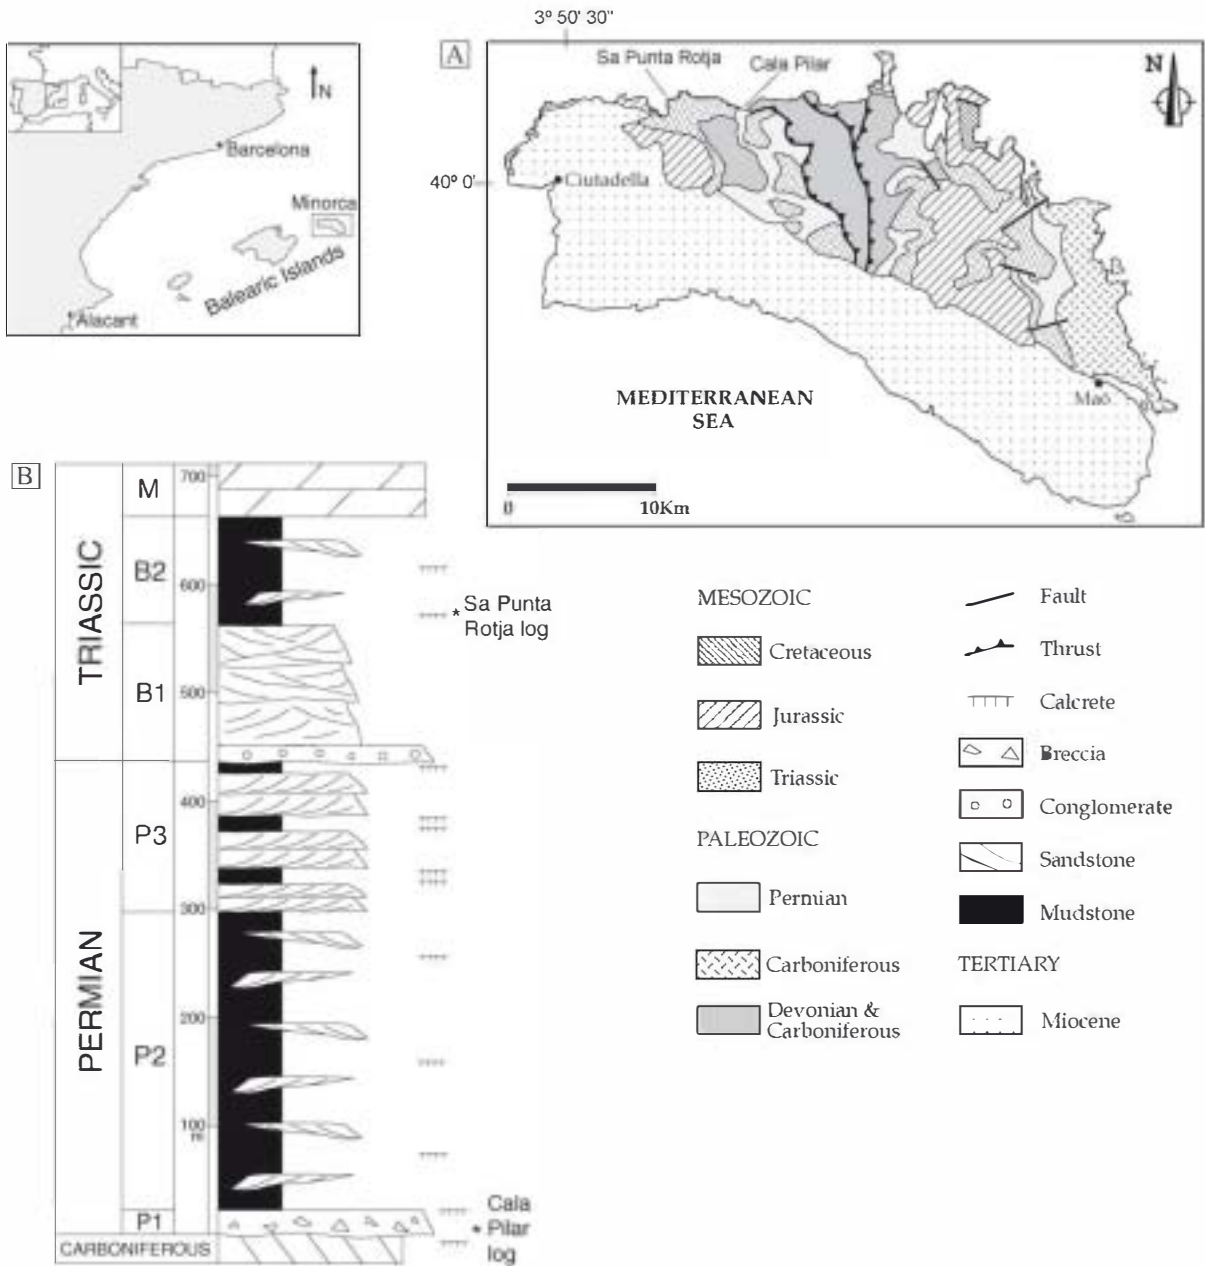 3º 50' 30"
N
Barcelona
Minorca
Balearic Islands
Alacant
A
Sa Punta Rotja
Cala Pilar
N
40º 0'
Ciutadella
MEDITERRANEAN
SEA
Maó
0
10Km
B
TRIASSIC
PERMIAN
CARBONIFEROUS
M
B2
B1
P3
P2
P1
700
600
500
400
300
200
100
m
* Sa Punta
Rotja log
Cala
* Pilar
log
MESOZOIC
Cretaceous
Jurassic
Triassic
PALEOZOIC
Permian
Carboniferous
Devonian &
Carboniferous
Fault
Thrust
Calcrete
Breccia
Conglomerate
Sandstone
Mudstone
TERTIARY
Miocene